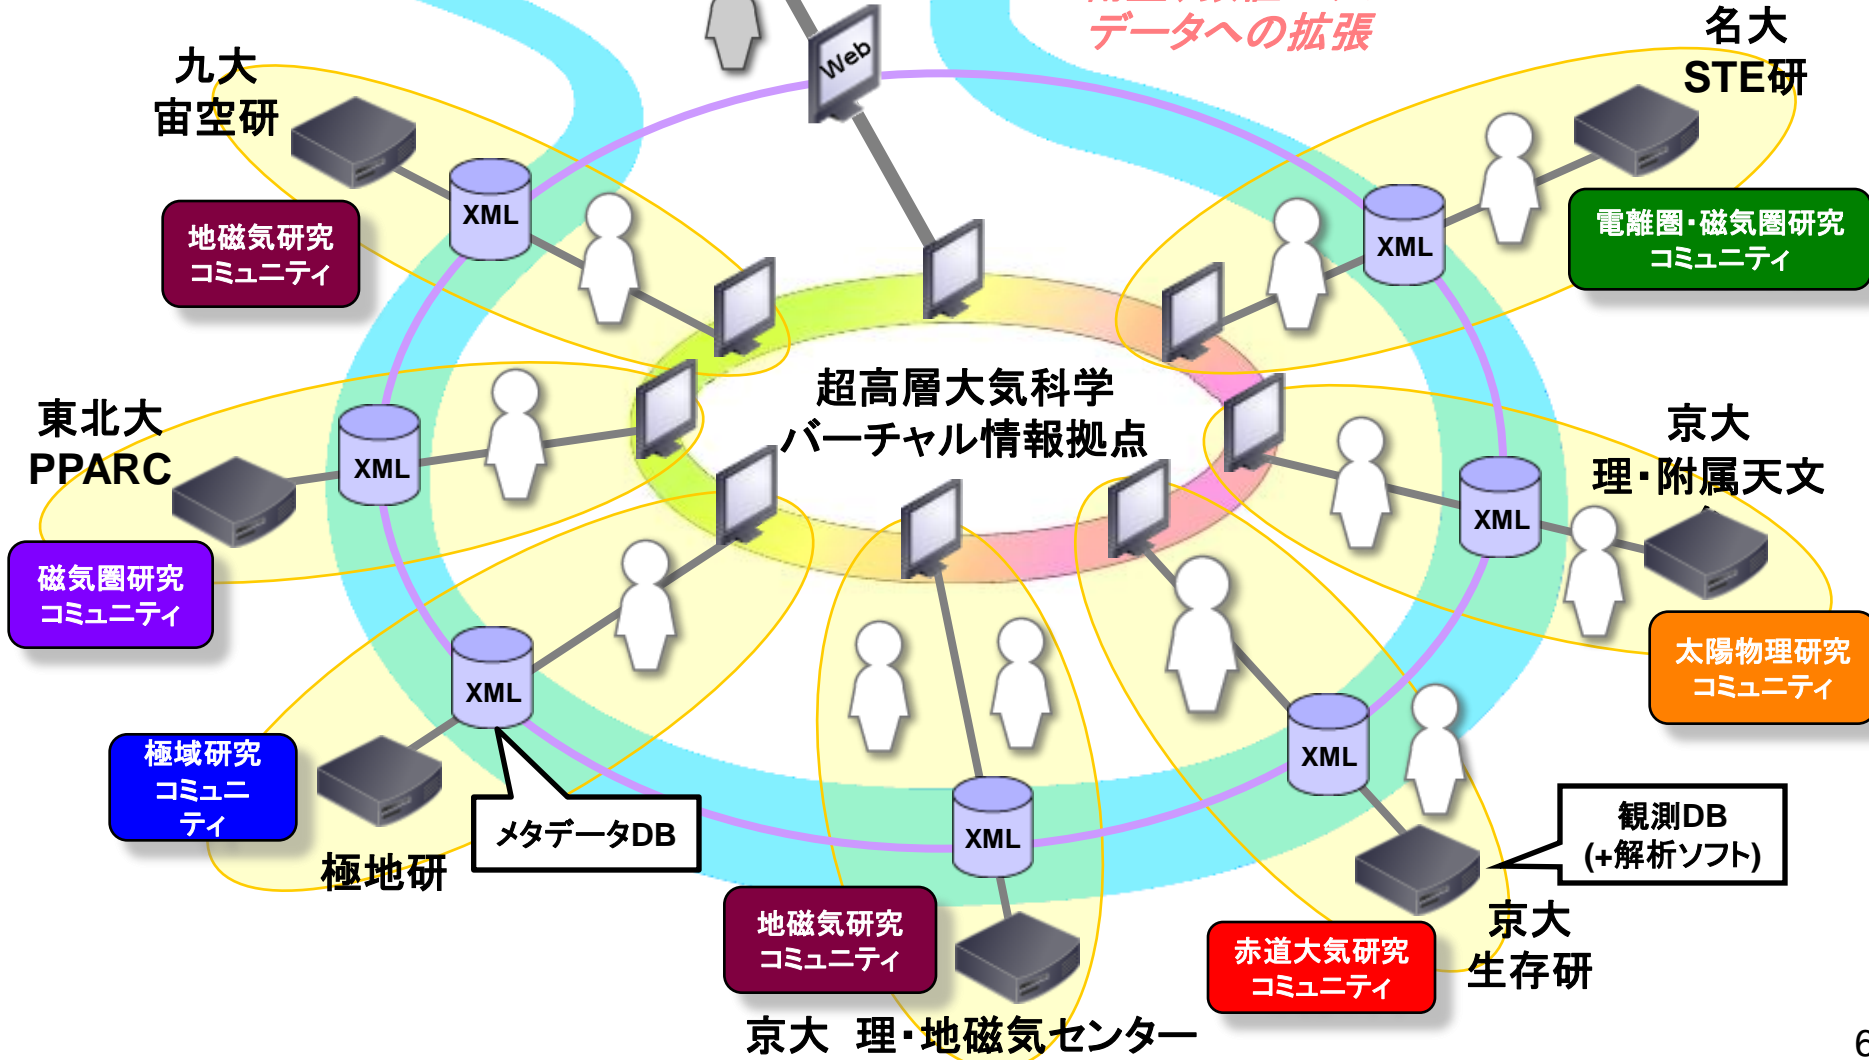 データへの拡張
Web
九大
宙空研
名大
STE研
XML
地磁気研究
コミュニティ
XML
電離圏・磁気圏研究
コミュニティ
超高層大気科学
バーチャル情報拠点
東北大
PPARC
XML
京大
理・附属天文
XML
磁気圏研究
コミュニティ
太陽物理研究
コミュニティ
XML
XML
極域研究
コミュニ
ティ
メタデータDB
XML
観測DB
(+解析ソフト)
極地研
地磁気研究
コミュニティ
赤道大気研究
コミュニティ
京大
生存研
京大 理・地磁気センター
6